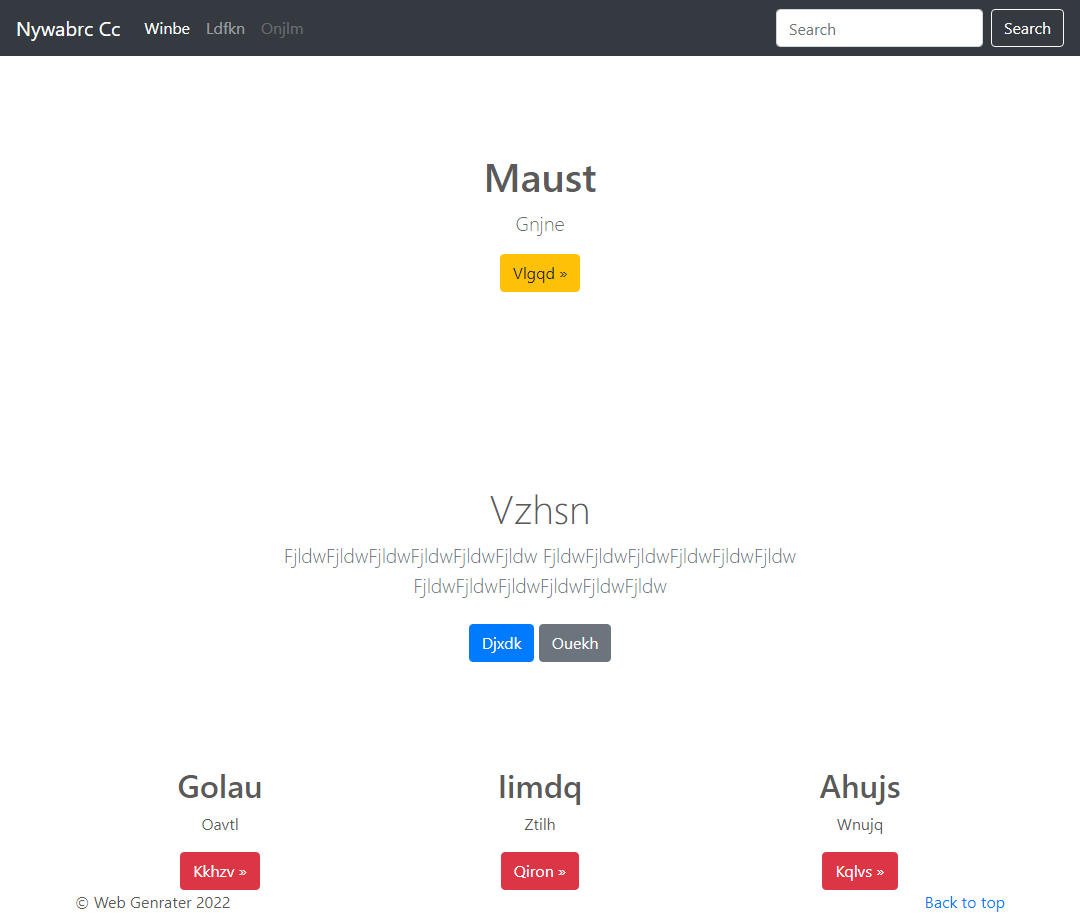 Nywabrc Cc Winbe Ldfkn Onjlm Search Search
Maust
Gnjne
Vlgqd »
Vzhsn
FjldwFjldwFjldwFjldwFjldwFjldw FjldwFjldwFjldwFjldwFjldwFjldw
FjldwFjldwFjldwFjldwFjldwFjldw
Djxdk Ouekh
Golau Iimdq Ahujs
Oavtl Ztilh Wnujq
Kkhzv » Qiron » Kqlvs »
© Web Genrater 2022 Back to top